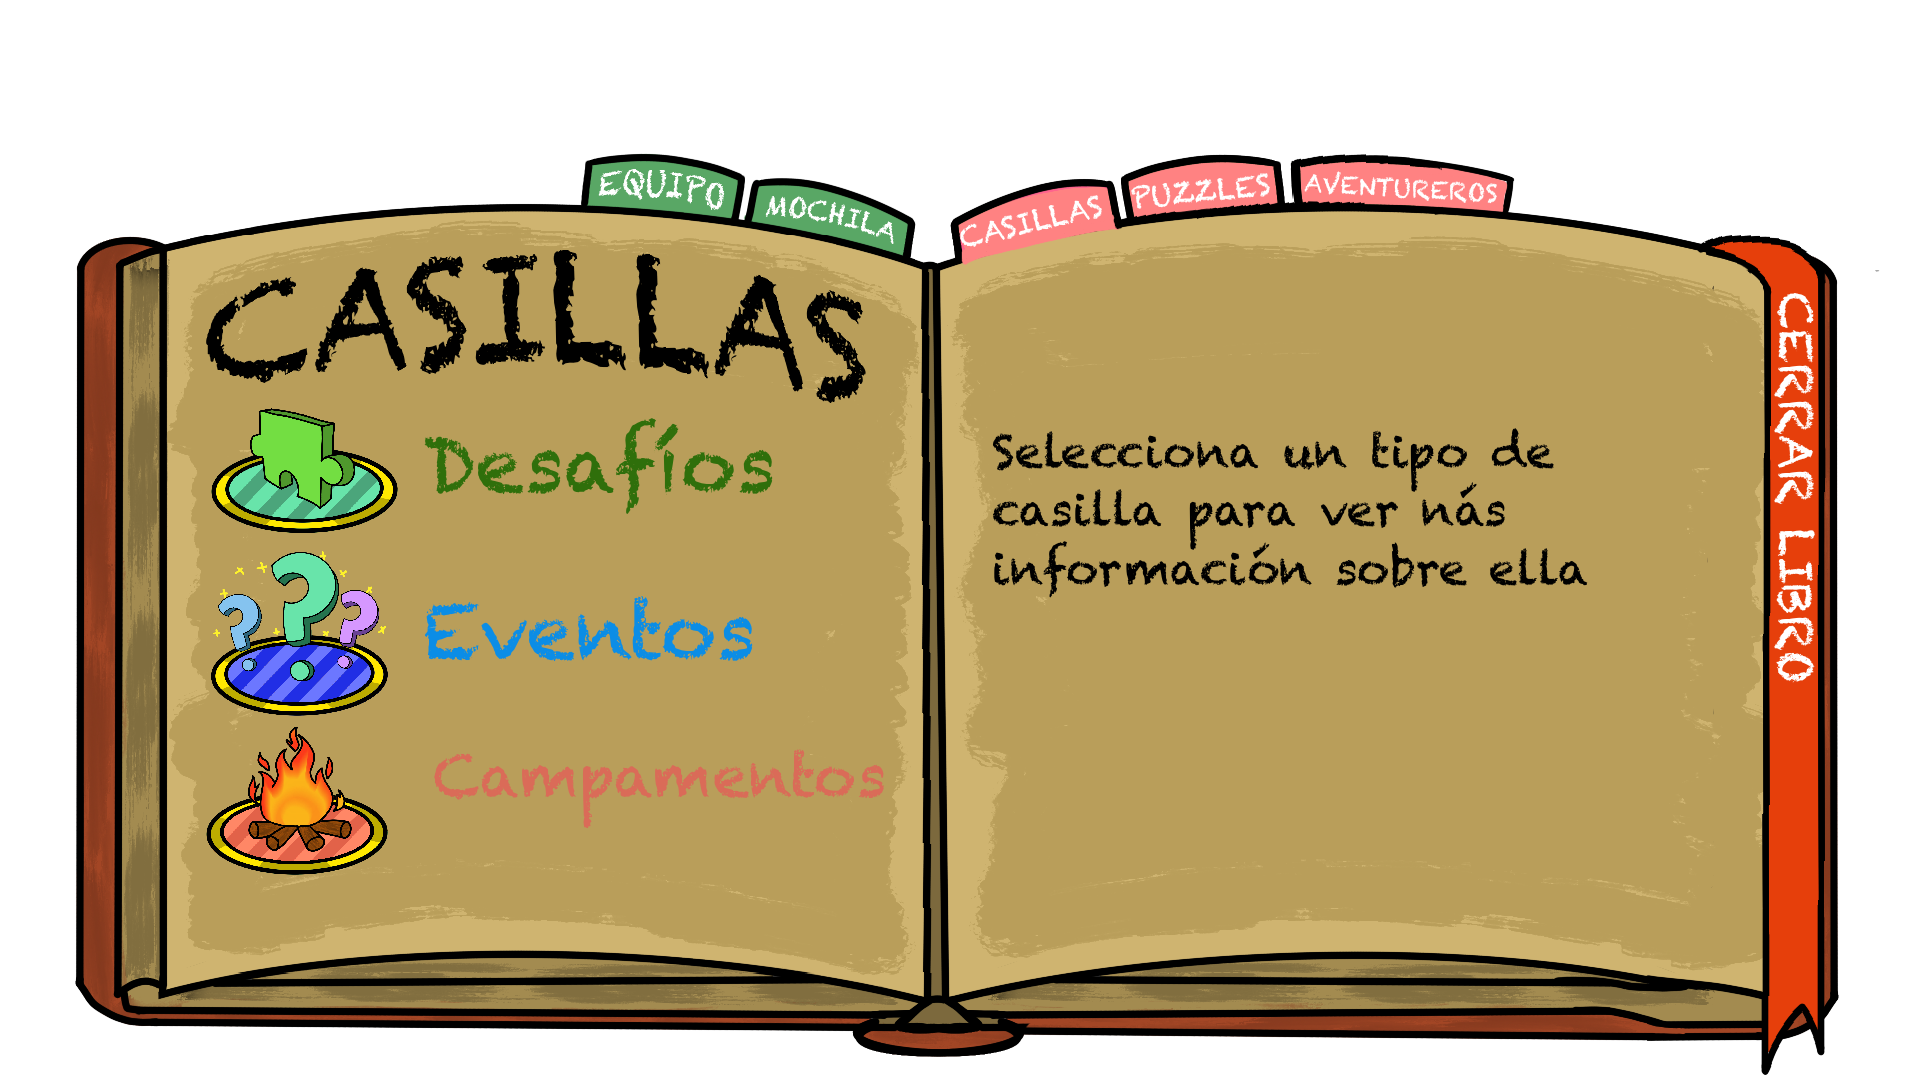 EQUIPO
MOCHILA
CASILLAS
PUZZLES
AVENTUREROS
CASILLAS
Desafíos
Eventos
Campamentos
Selecciona un tipo de
casilla para ver nás
información sobre ella
CERRAR LIBRO